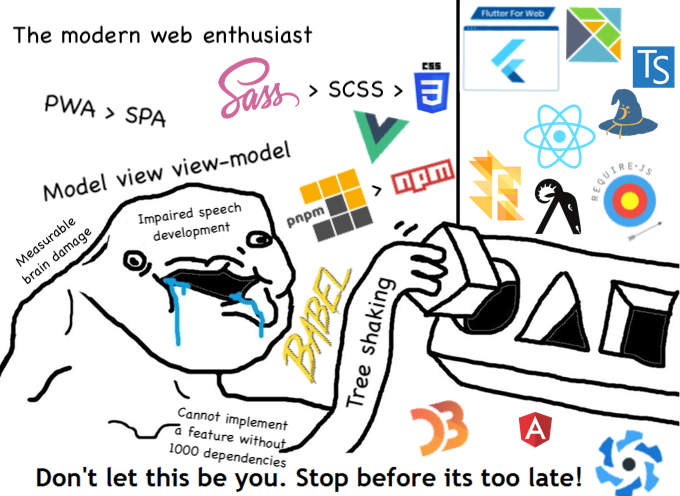 The modern web enthusiast
Flutter For Web
TS
PWA > SPA
Sass > SCSS > CSS
3
Model view view-model
pnpm > npm
REQUIRE·JS
Measurable
brain damage
Impaired speech
development
BABEL
Tree shaking
Cannot implement
a feature without
1000 dependencies
A
Don't let this be you. Stop before its too late!